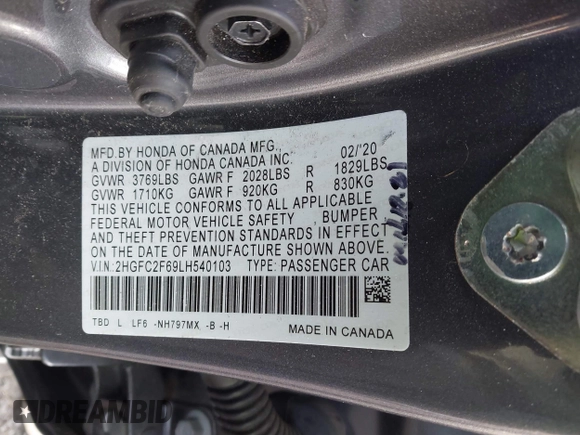 MFD.BY HONDA OF CANADA MFG., 02/'20
A DIVISION OF HONDA CANADA INC.
GVWR 3769LBS GAWR F 2028LBS R 1829LBS
GVWR 1710KG GAWR F 920KG R 830KG
THIS VEHICLE CONFORMS TO ALL APPLICABLE
FEDERAL MOTOR VEHICLE SAFETY , BUMPER ,
AND THEFT PREVENTION STANDARDS IN EFFECT
ON THE DATE OF MANUFACTURE SHOWN ABOVE.
V.I.N: 2HGFC2F69LH540103 TYPE: PASSENGER CAR
TBD L LF6 -NH797MX -B -H
MADE IN CANADA
DREAMBID